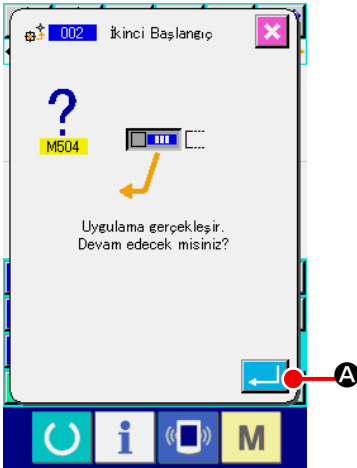 002 İkinci Başlangıç
?
M504
Uygulama gerçekleşir.
Devam edecek misiniz?
A
i
M